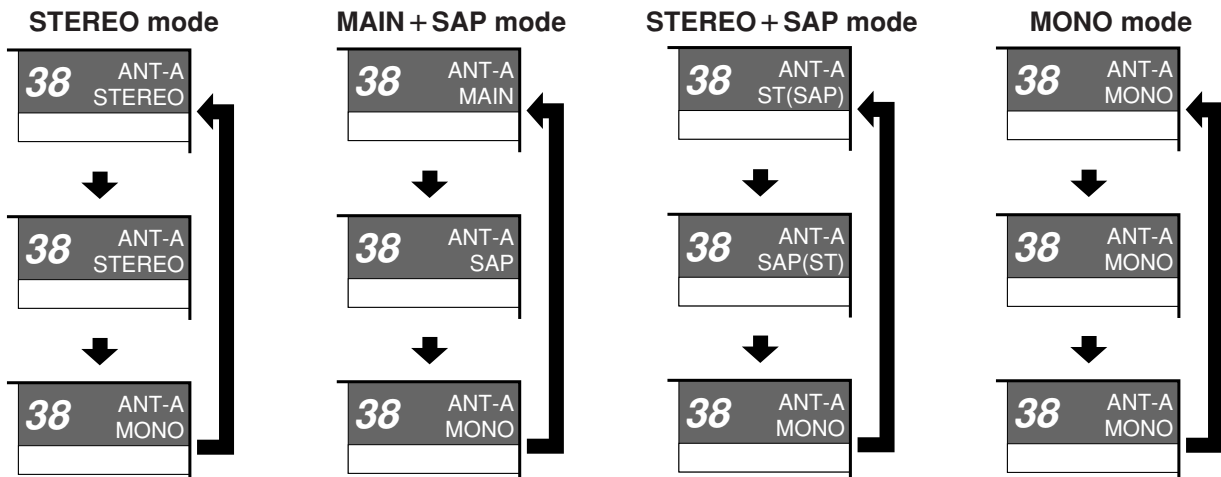 STEREO mode
38 ANT-A
STEREO
38 ANT-A
STEREO
38 ANT-A
MONO
MAIN + SAP mode
38 ANT-A
MAIN
38 ANT-A
SAP
38 ANT-A
MONO
STEREO + SAP mode
38 ANT-A
ST(SAP)
38 ANT-A
SAP(ST)
38 ANT-A
MONO
MONO mode
38 ANT-A
MONO
38 ANT-A
MONO
38 ANT-A
MONO